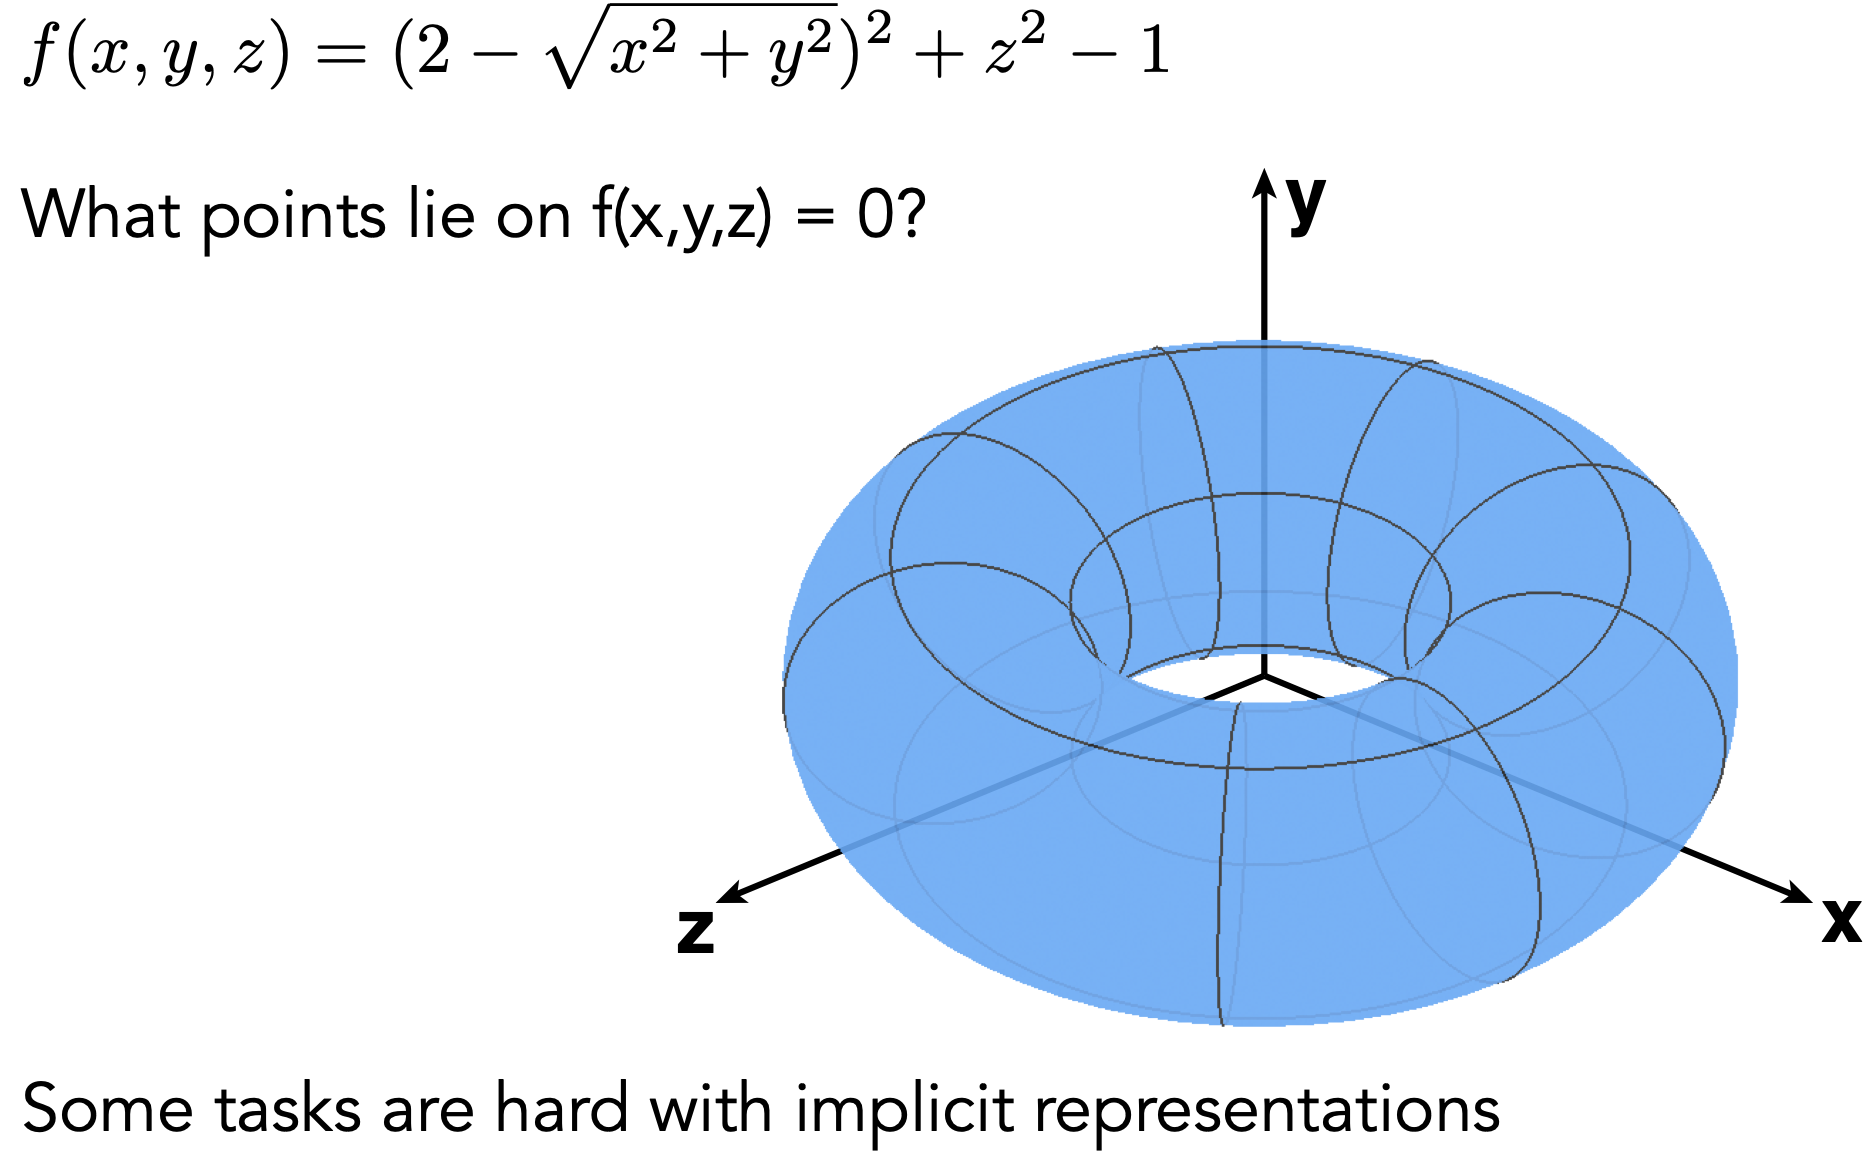 f(x, y, z) = (2 − √(x² + y²))² + z² − 1
What points lie on f(x,y,z) = 0?
y
z
x
Some tasks are hard with implicit representations